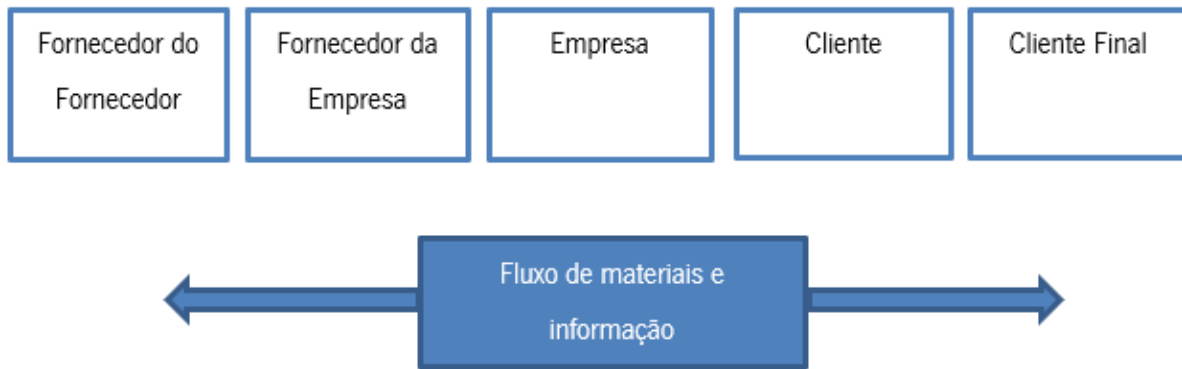 Fornecedor do
Fornecedor
Fornecedor da
Empresa
Empresa
Cliente
Cliente Final
Fluxo de materiais e
informação